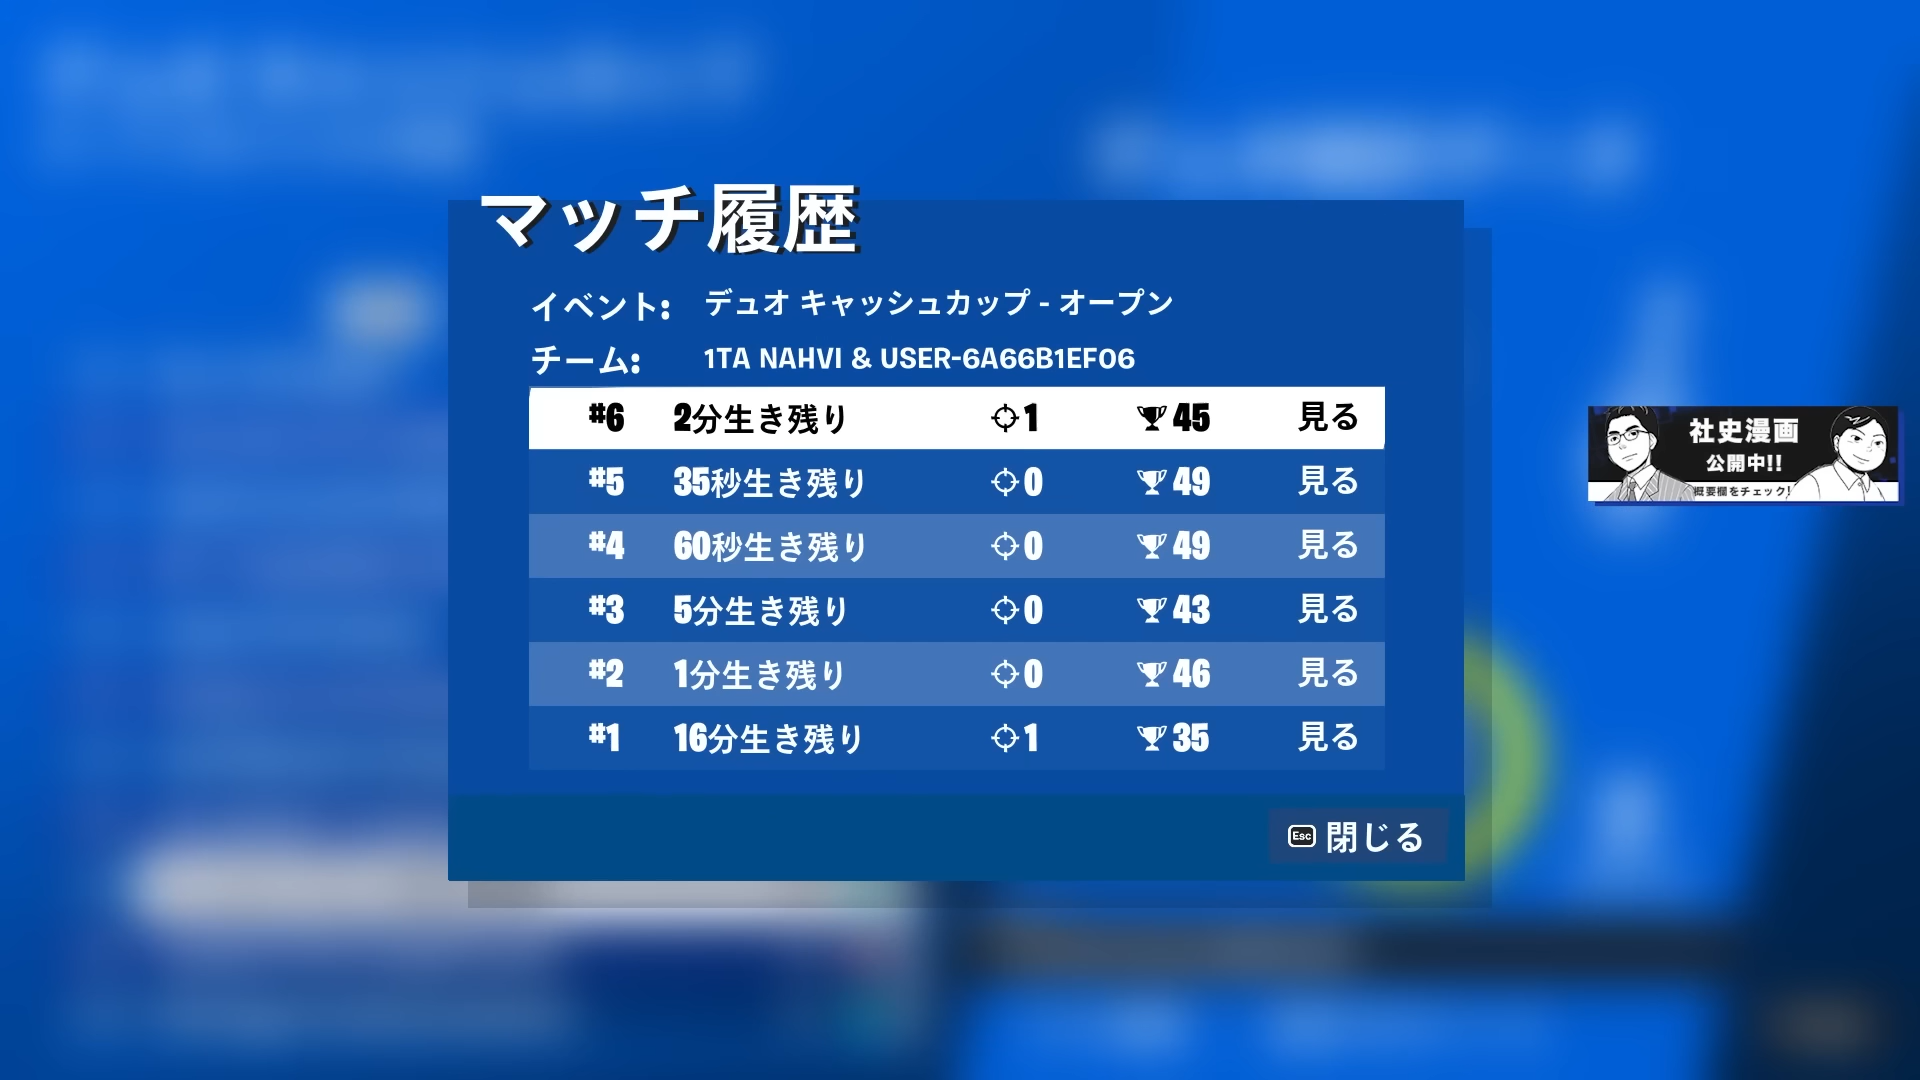 マッチ履歴
イベント: デュオ キャッシュカップ - オープン
チーム: 1TA NAHVI & USER-6A66B1EF06
#6 2分生き残り 1 45 見る
#5 35秒生き残り 0 49 見る
#4 60秒生き残り 0 49 見る
#3 5分生き残り 0 43 見る
#2 1分生き残り 0 46 見る
#1 16分生き残り 1 35 見る
Esc 閉じる
社史漫画
公開中!!
概要欄をチェック!